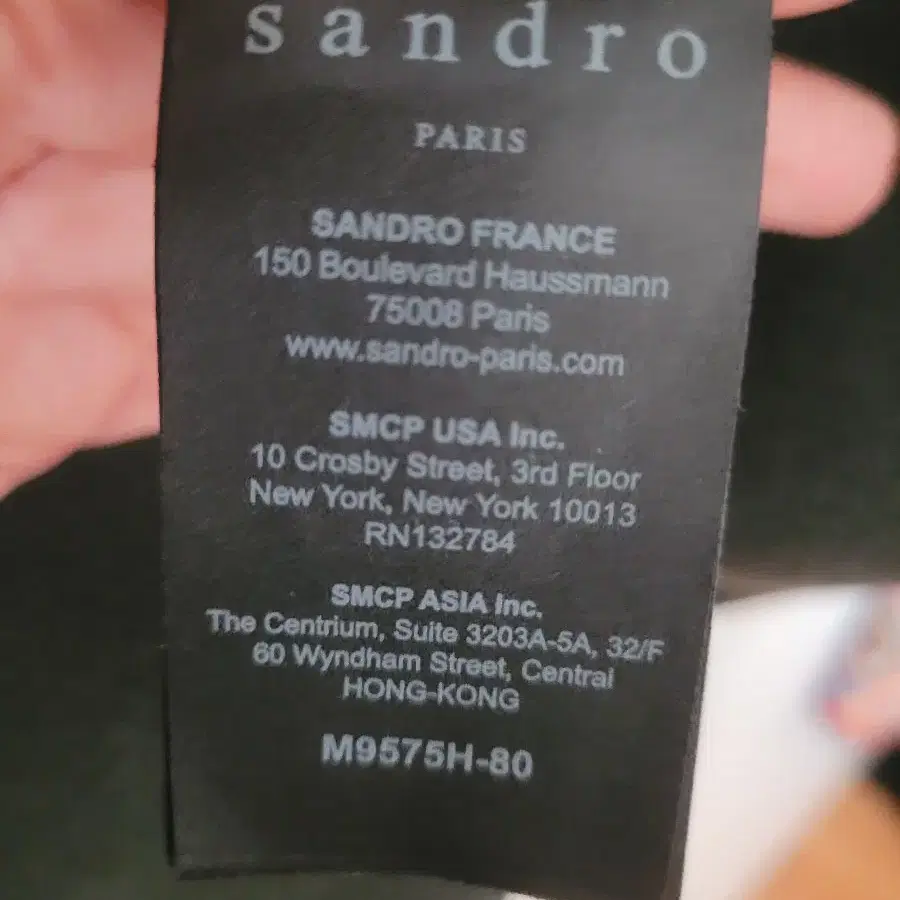 sandro
PARIS
SANDRO FRANCE
150 Boulevard Haussmann
75008 Paris
www.sandro-paris.com
SMCP USA Inc.
10 Crosby Street, 3rd Floor
New York, New York 10013
RN132784
SMCP ASIA Inc.
The Centrium, Suite 3203A-5A, 32/F
60 Wyndham Street, Central
HONG-KONG
M9575H-80